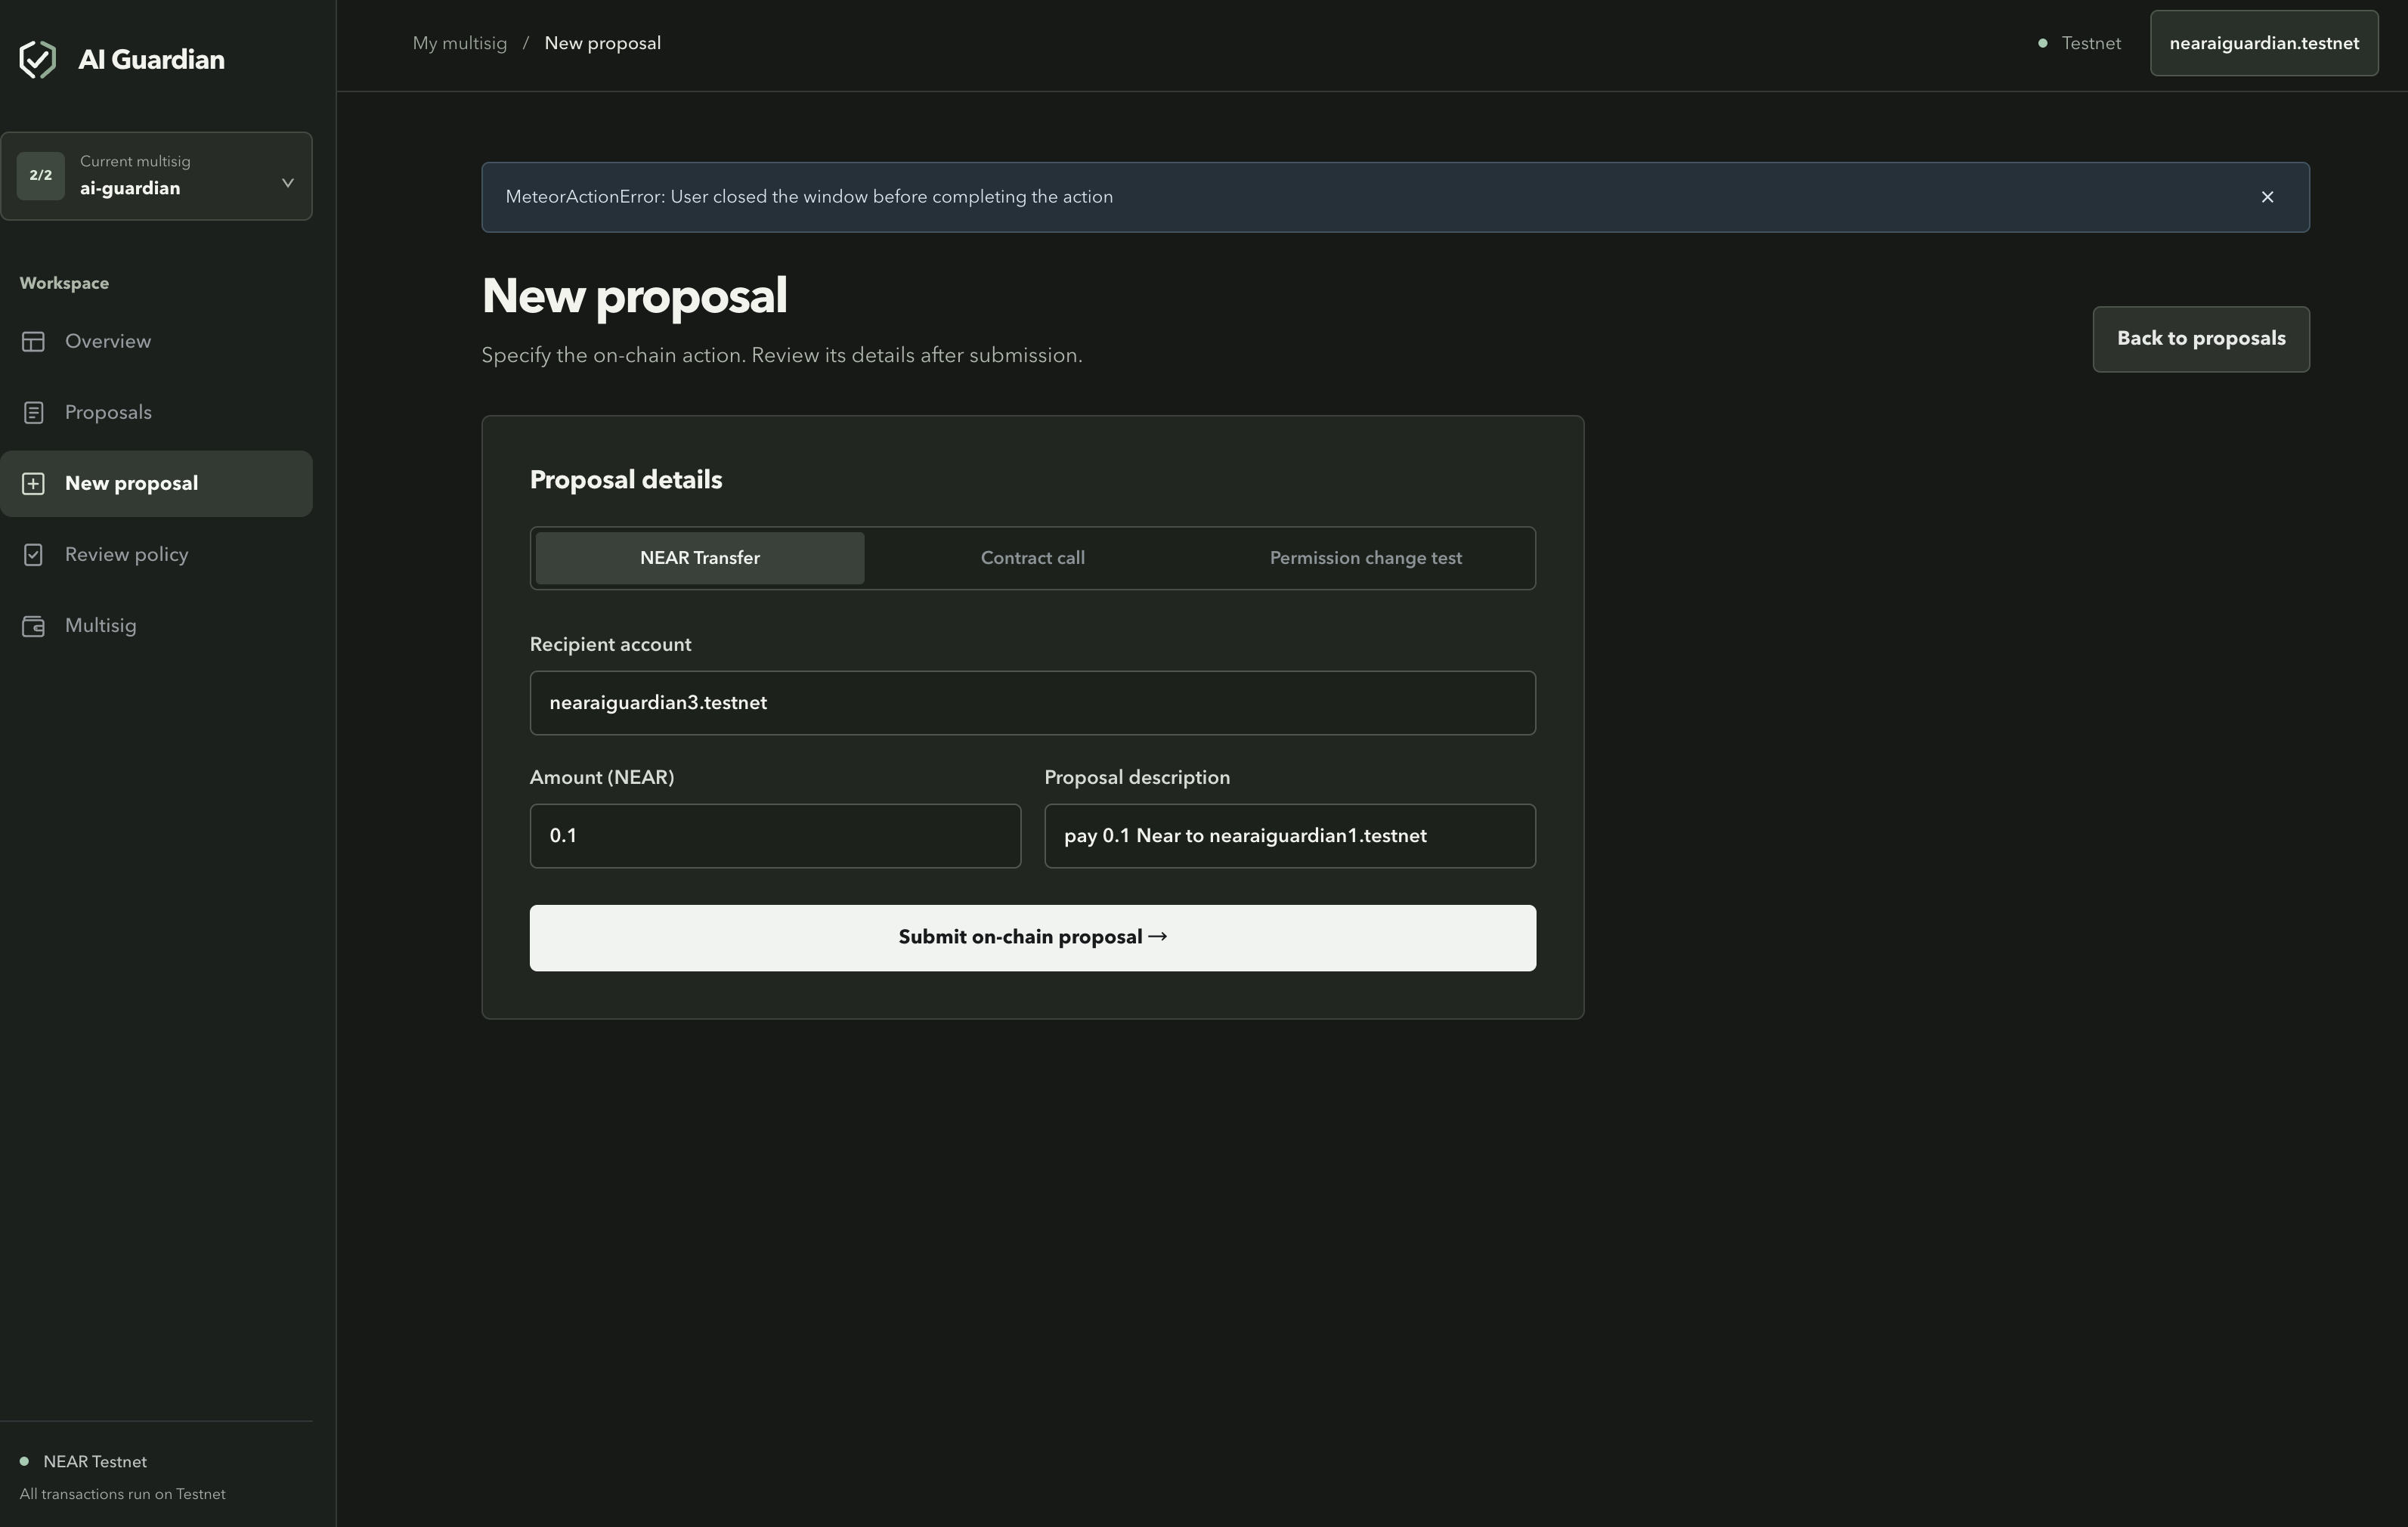 AI Guardian
2/2
Current multisig
ai-guardian
Workspace
Overview
Proposals
New proposal
Review policy
Multisig
NEAR Testnet
All transactions run on Testnet
My multisig / New proposal
Testnet
nearaiguardian.testnet
MeteorActionError: User closed the window before completing the action
New proposal
Specify the on-chain action. Review its details after submission.
Back to proposals
Proposal details
NEAR Transfer
Contract call
Permission change test
Recipient account
nearaiguardian3.testnet
Amount (NEAR)
0.1
Proposal description
pay 0.1 Near to nearaiguardian1.testnet
Submit on-chain proposal →